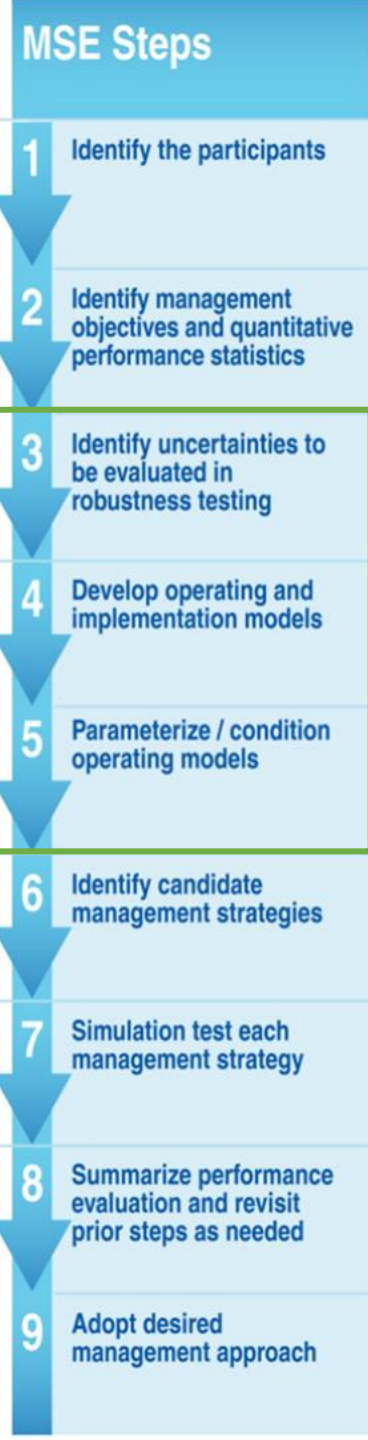 MSE Steps
1
Identify the participants
2
Identify management
objectives and quantitative
performance statistics
3
Identify uncertainties to
be evaluated in
robustness testing
4
Develop operating and
implementation models
5
Parameterize / condition
operating models
6
Identify candidate
management strategies
7
Simulation test each
management strategy
8
Summarize performance
evaluation and revisit
prior steps as needed
9
Adopt desired
management approach